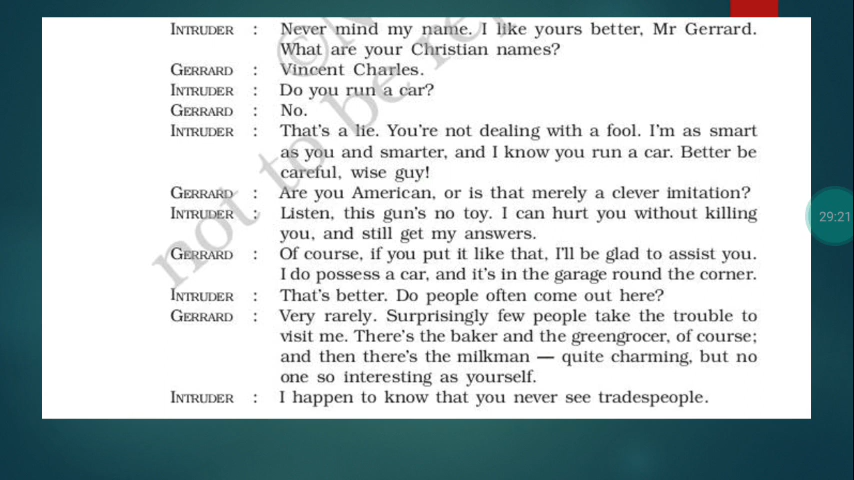 INTRUDER : Never mind my name. I like yours better, Mr Gerrard.
What are your Christian names?
GERRARD : Vincent Charles.
INTRUDER : Do you run a car?
GERRARD : No.
INTRUDER : That's a lie. You're not dealing with a fool. I'm as smart
as you and smarter, and I know you run a car. Better be
careful, wise guy!
GERRARD : Are you American, or is that merely a clever imitation?
INTRUDER : Listen, this gun's no toy. I can hurt you without killing
you, and still get my answers.
GERRARD : Of course, if you put it like that, I'll be glad to assist you.
I do possess a car, and it's in the garage round the corner.
INTRUDER : That's better. Do people often come out here?
GERRARD : Very rarely. Surprisingly few people take the trouble to
visit me. There's the baker and the greengrocer, of course;
and then there's the milkman — quite charming, but no
one so interesting as yourself.
INTRUDER : I happen to know that you never see tradespeople.
29:21
not to be re
©